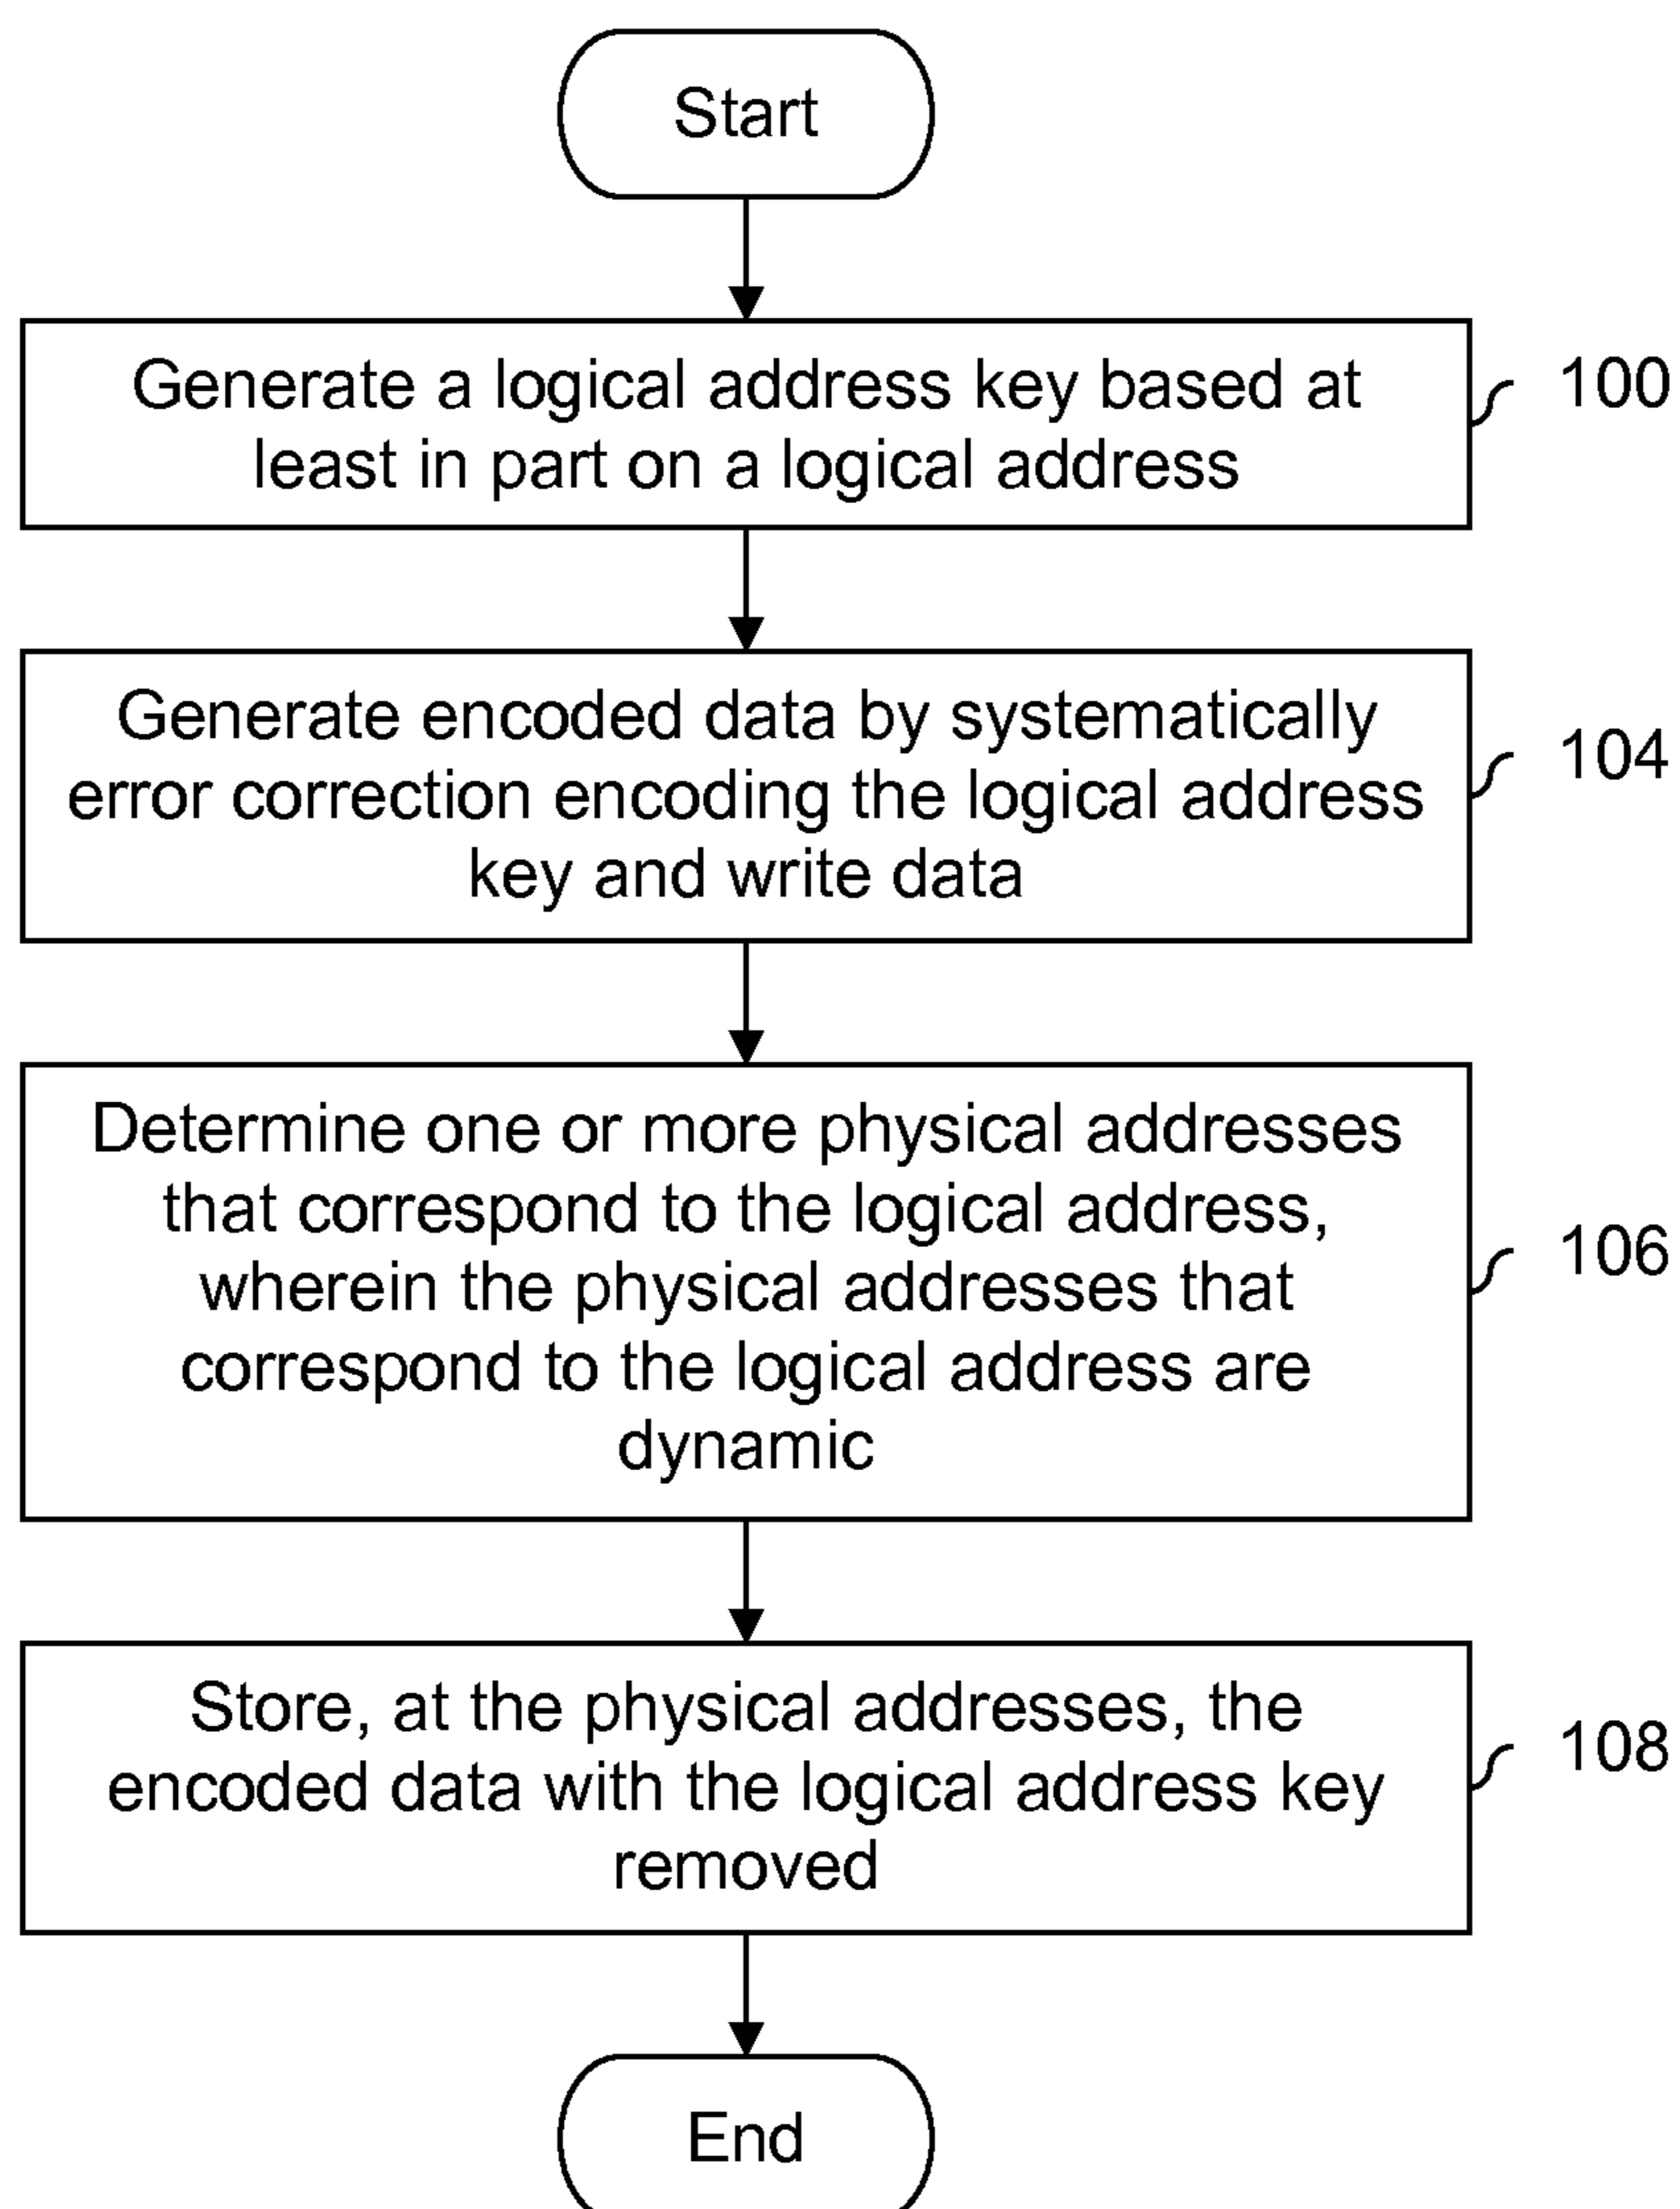 Start
Generate a logical address key based at
least in part on a logical address
100
Generate encoded data by systematically
error correction encoding the logical address
key and write data
104
Determine one or more physical addresses
that correspond to the logical address,
wherein the physical addresses that
correspond to the logical address are
dynamic
106
Store, at the physical addresses, the
encoded data with the logical address key
removed
108
End